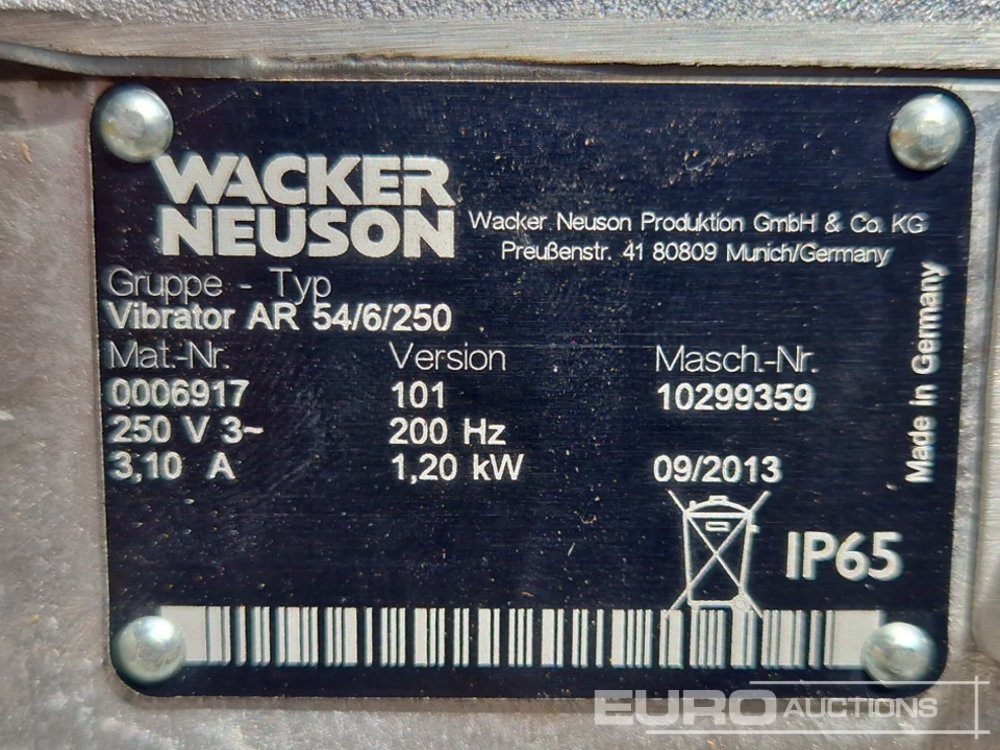 WACKER
NEUSON
Wacker Neuson Produktion GmbH & Co. KG
Preußenstr. 41 80809 Munich/Germany
Gruppe - Typ
Vibrator AR 54/6/250
Mat.-Nr. Version Masch.-Nr.
0006917 101 10299359
250 V 3~ 200 Hz
3,10 A 1,20 kW 09/2013
Made in Germany
IP65
EURO AUCTIONS